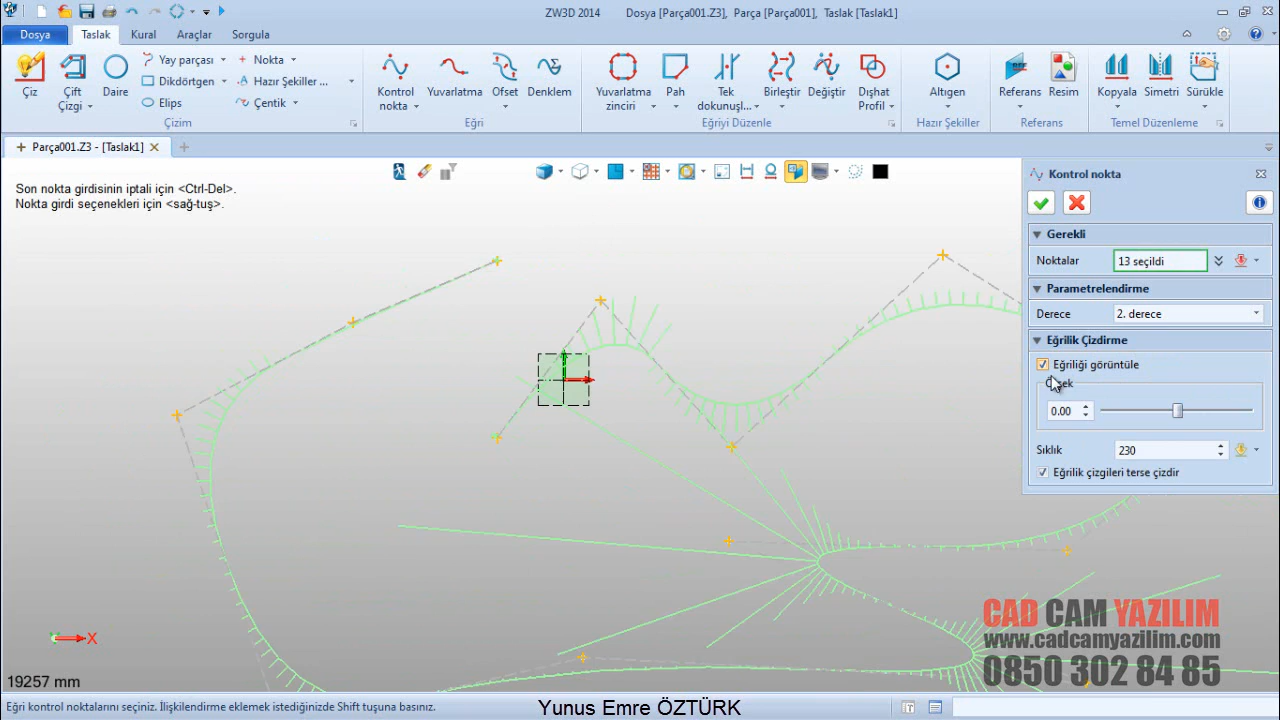 ZW3D 2014 Dosya [Parça001.Z3], Parça [Parça001], Taslak [Taslak1]
Dosya Taslak Kural Araçlar Sorgula
Çiz
Çift Çizgi
Daire
Yay parçası
Dikdörtgen
Elips
Nokta
Hazır Şekiller ...
Çentik
Kontrol nokta
Yuvarlatma
Ofset
Denklem
Yuvarlatma zinciri
Pah
Tek dokunuşl...
Birleştir
Değiştir
Dışhat Profil
Altıgen
Referans
Resim
Kopyala
Simetri
Sürükle
Çizim Eğri Eğriyi Düzenle Hazır Şekiller Referans Temel Düzenleme
Parça001.Z3 - [Taslak1]
Son nokta girdisinin iptali için <Ctrl-Del>.
Nokta girdi seçenekleri için <sağ-tuş>.
Kontrol nokta
Gerekli
Noktalar 13 seçildi
Parametrelendirme
Derece 2. derece
Eğrilik Çizdirme
Eğriliği görüntüle
0.00
Sıklık 230
Eğrilik çizgileri terse çizdir
X
CAD CAM YAZILIM
www.cadcamyazilim.com
0850 302 84 85
19257 mm
Eğri kontrol noktalarını seçiniz. İlişkilendirme eklemek istediğinizde Shift tuşuna basınız.
Yunus Emre ÖZTÜRK